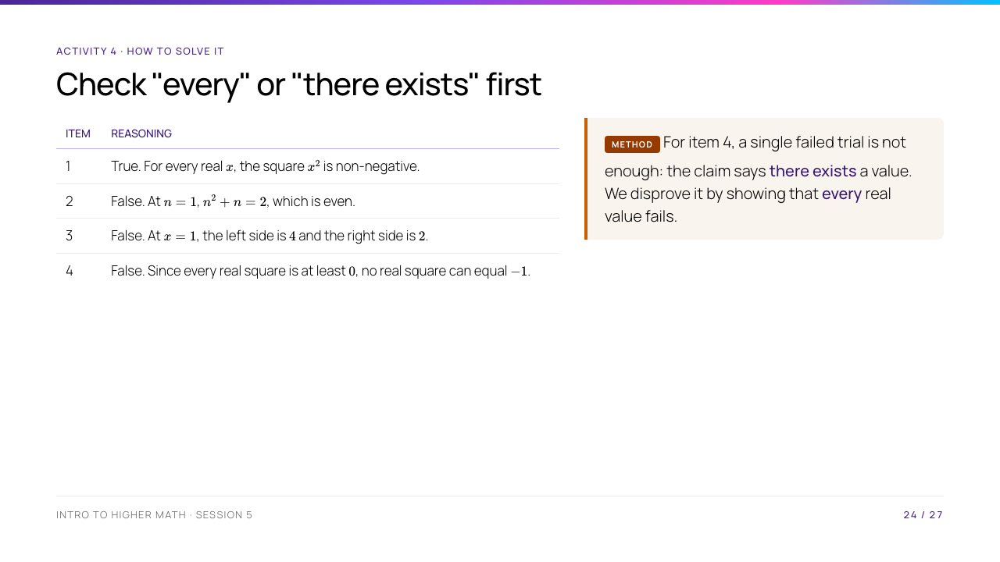 ACTIVITY 4 · HOW TO SOLVE IT
Check "every" or "there exists" first
ITEM REASONING
1 True. For every real x, the square x² is non-negative.
2 False. At n = 1, n² + n = 2, which is even.
3 False. At x = 1, the left side is 4 and the right side is 2.
4 False. Since every real square is at least 0, no real square can equal −1.
METHOD For item 4, a single failed trial is not
enough: the claim says there exists a value.
We disprove it by showing that every real
value fails.
INTRO TO HIGHER MATH · SESSION 5
24 / 27